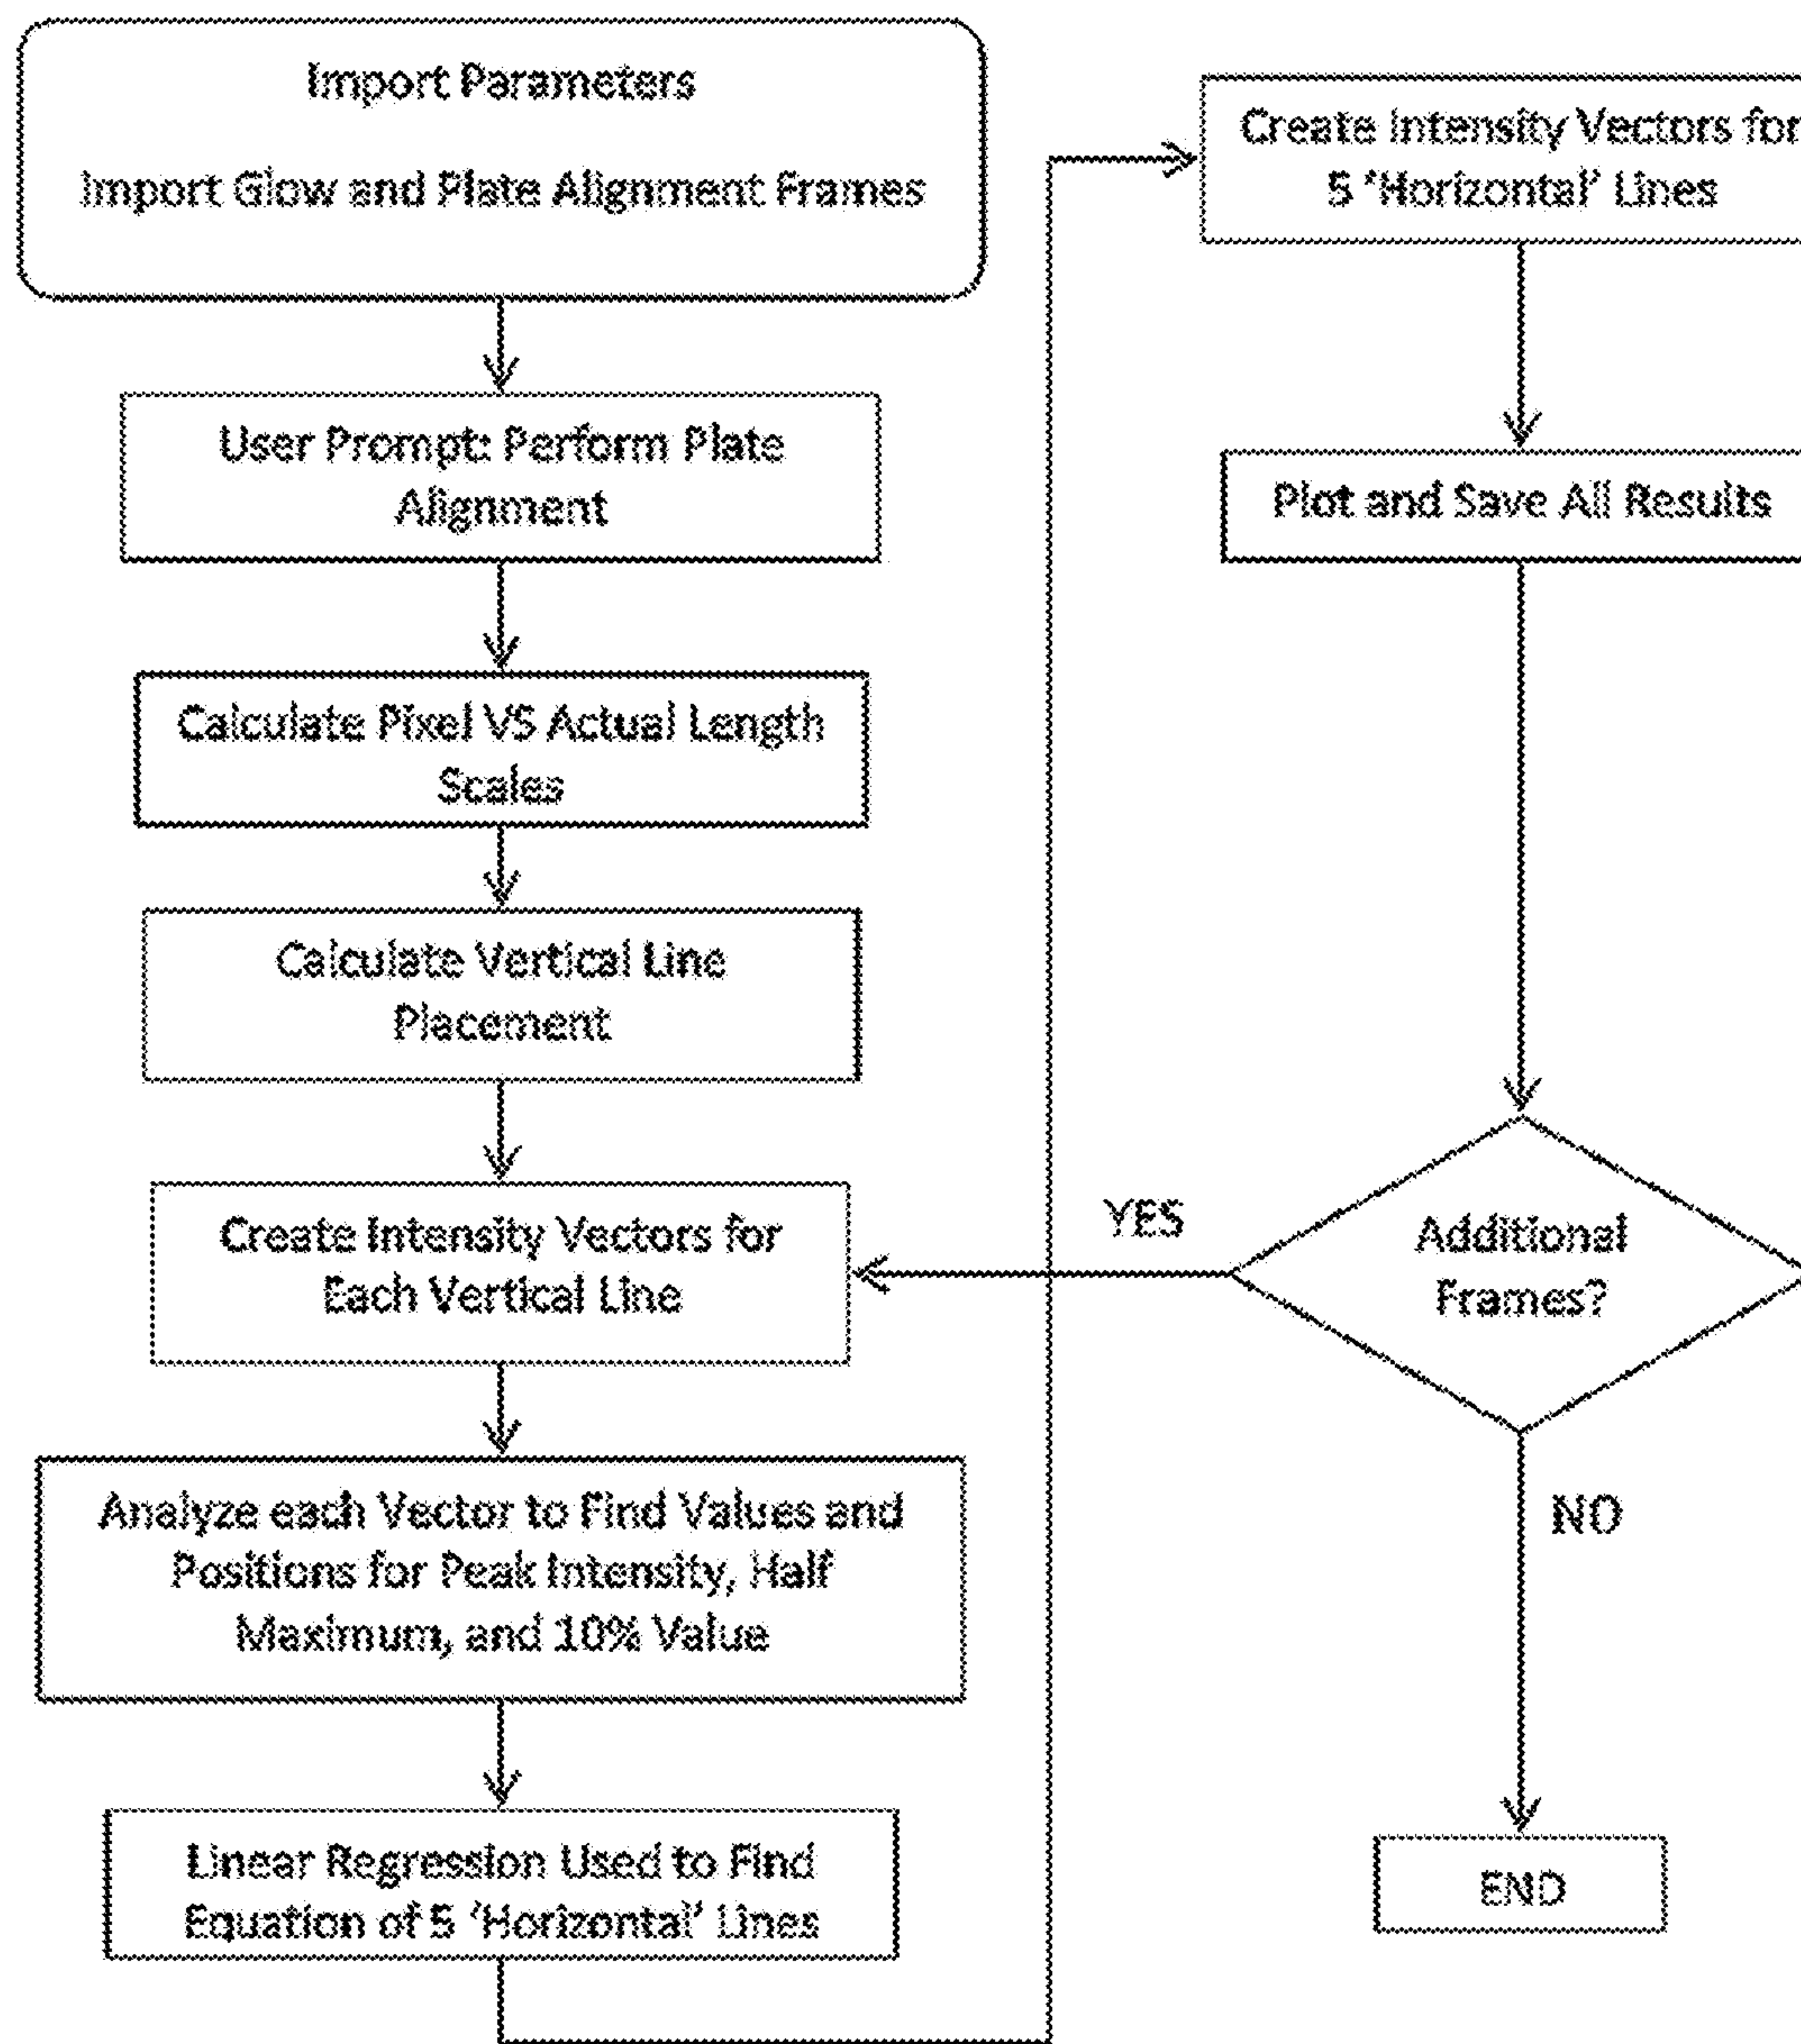 Import Parameters
Import Glow and Plate Alignment Frames
User Prompt: Perform Plate
Alignment
Calculate Pixel VS Actual Length
Scales
Calculate Vertical Line
Placement
Create Intensity Vectors for
Each Vertical Line
Analyze each Vector to Find Values and
Positions for Peak Intensity, Half
Maximum, and 10% Value
Linear Regression Used to Find
Equation of 5 ‘Horizontal’ Lines
Create Intensity Vectors for
5 ‘Horizontal’ Lines
Plot and Save All Results
Additional
Frames?
YES
NO
END